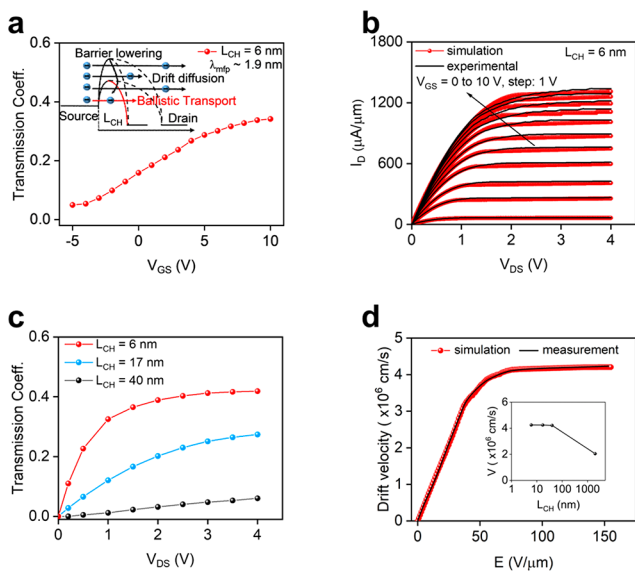 a
Transmission Coeff.
0.6
0.4
0.2
0.0
Barrier lowering
Drift diffusion
Ballistic Transport
Source
L_CH
Drain
L_CH = 6 nm
λ_mfp ~ 1.9 nm
-5 0 5 10
V_GS (V)
b
I_D (μA/μm)
1800
1200
600
0
simulation
experimental
L_CH = 6 nm
V_GS = 0 to 10 V, step: 1 V
0 1 2 3 4
V_DS (V)
c
Transmission Coeff.
0.6
0.4
0.2
0.0
L_CH = 6 nm
L_CH = 17 nm
L_CH = 40 nm
0 1 2 3 4
V_DS (V)
d
Drift velocity ( x10⁶ cm/s)
5
4
3
2
1
0
simulation
measurement
V ( x10⁶ cm/s)
6
4
2
0
1 10 100 1000
L_CH (nm)
0 50 100 150
E (V/μm)